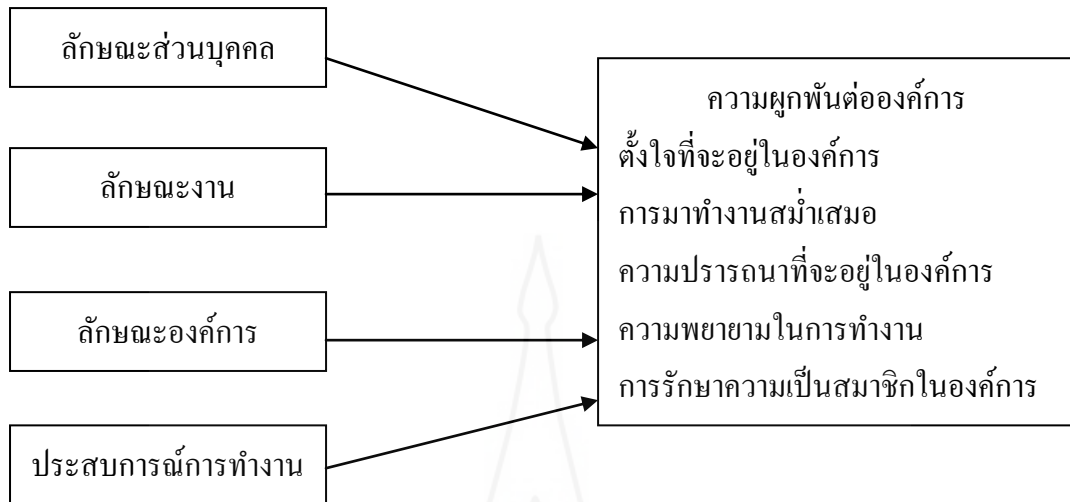 ลักษณะส่วนบุคคล
ลักษณะงาน
ลักษณะองค์การ
ประสบการณ์การทำงาน
ความผูกพันต่อองค์การ
ตั้งใจที่จะอยู่ในองค์การ
การมาทำงานสม่ำเสมอ
ความปรารถนาที่จะอยู่ในองค์การ
ความพยายามในการทำงาน
การรักษาความเป็นสมาชิกในองค์การ